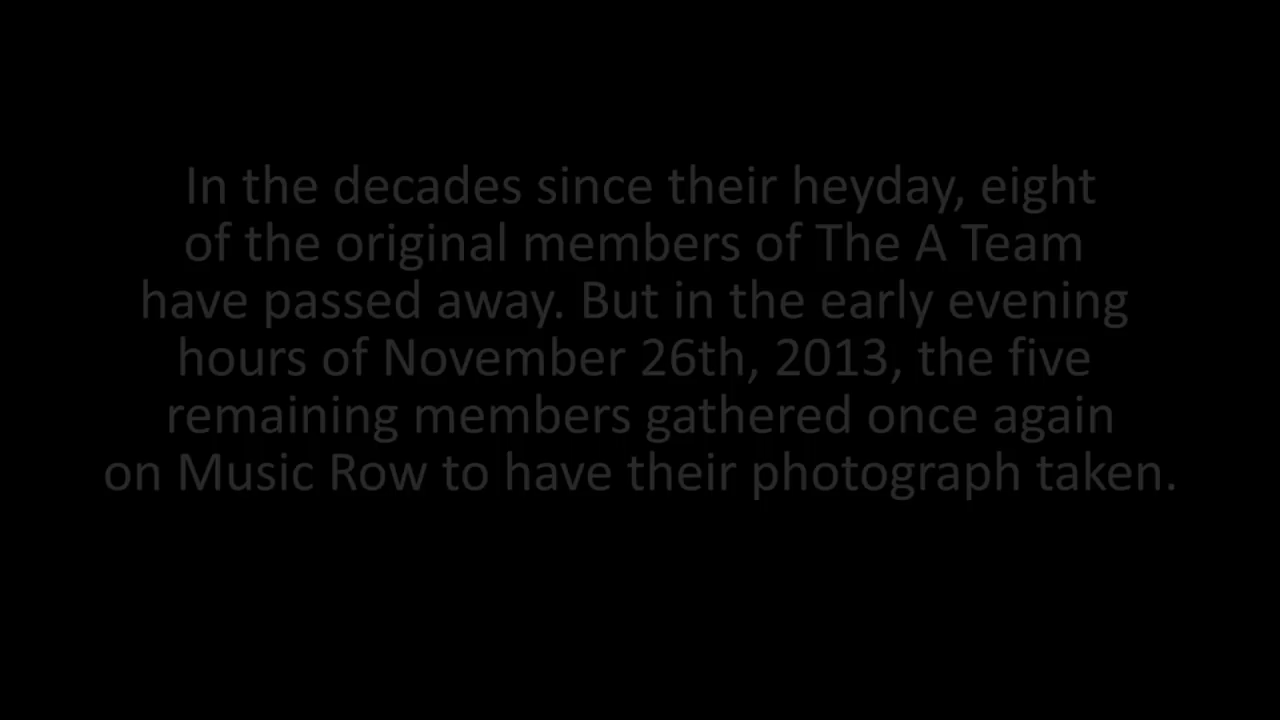 In the decades since their heyday, eight
of the original members of The A Team
have passed away. But in the early evening
hours of November 26th, 2013, the five
remaining members gathered once again
on Music Row to have their photograph taken.